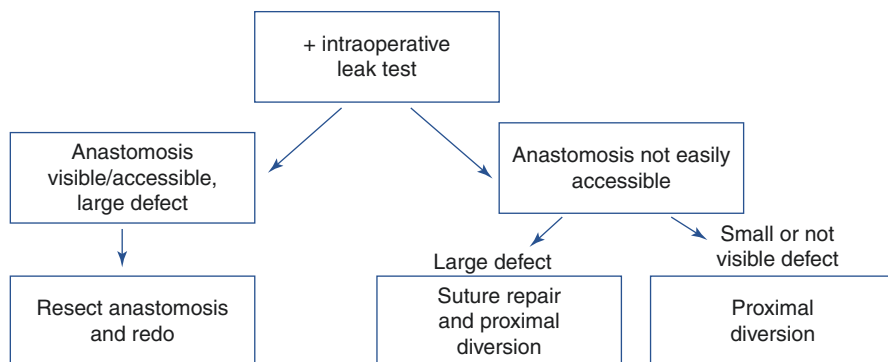 + intraoperative
leak test
Anastomosis
visible/accessible,
large defect
Anastomosis not easily
accessible
Large defect
Small or not
visible defect
Resect anastomosis
and redo
Suture repair
and proximal
diversion
Proximal
diversion